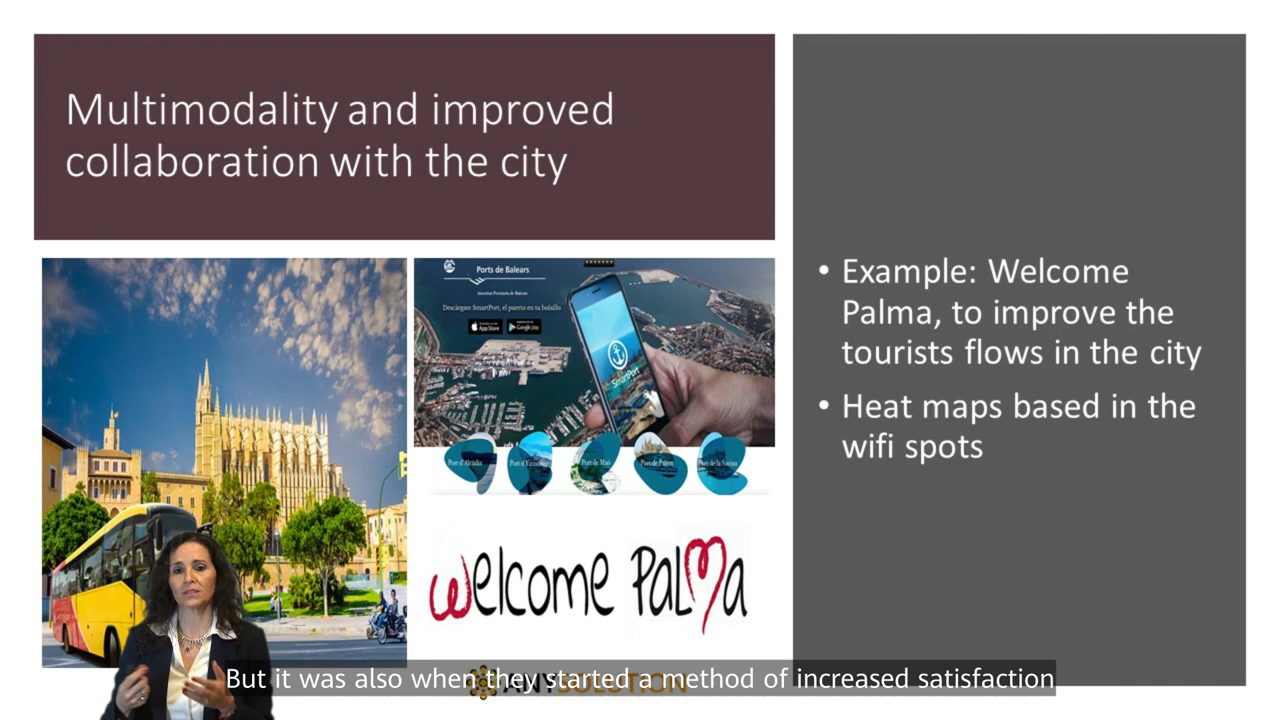 Multimodality and improved
collaboration with the city
Ports de Balears
Autoritat Portuària de Balears
Descárgate SmartPort, el puerto en tu bolsillo
App Store
Google play
SmartPort
Port d'Alcúdia
Port d'Eivissa
Port de Maó
Port de Palma
Port de la Savina
welcome Palma
• Example: Welcome
Palma, to improve the
tourists flows in the city
• Heat maps based in the
wifi spots
ANYSOLUTION
But it was also when they started a method of increased satisfaction